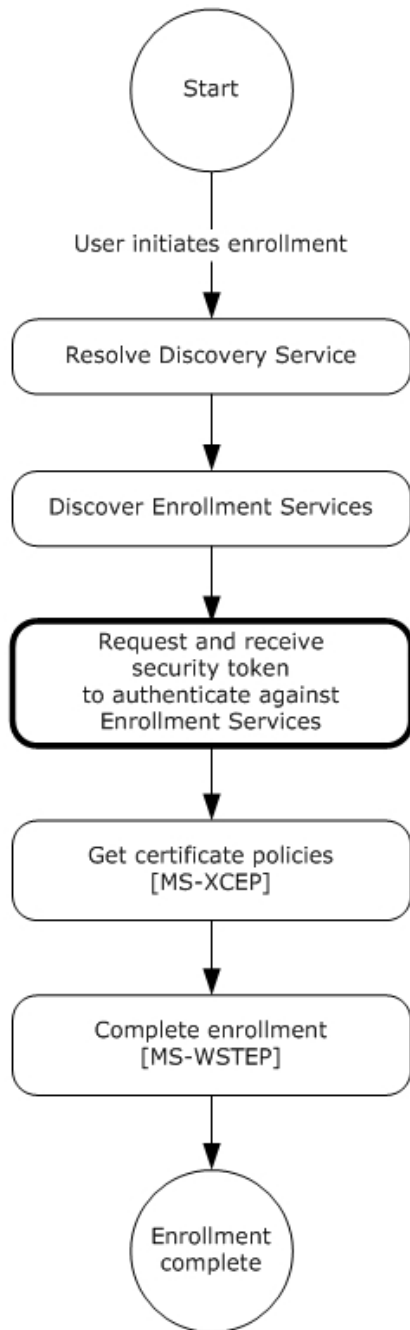 Start
User initiates enrollment
Resolve Discovery Service
Discover Enrollment Services
Request and receive
security token
to authenticate against
Enrollment Services
Get certificate policies
[MS-XCEP]
Complete enrollment
[MS-WSTEP]
Enrollment
complete